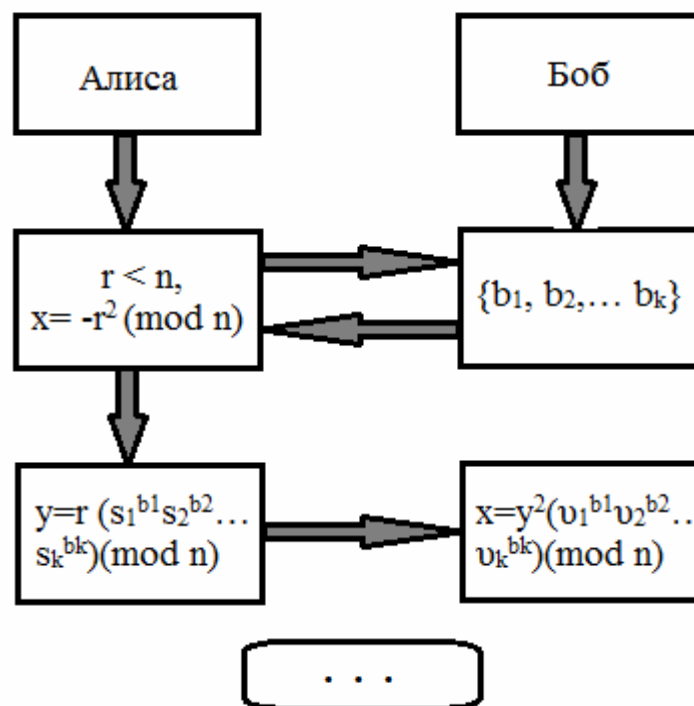 Алиса
Боб
r < n,
x= -r² (mod n)
{b₁, b₂,... bₖ}
y=r (s₁ᵇ¹s₂ᵇ²...
sₖᵇᵏ)(mod n)
x=y²(υ₁ᵇ¹υ₂ᵇ²..
υₖᵇᵏ)(mod n)
. . .